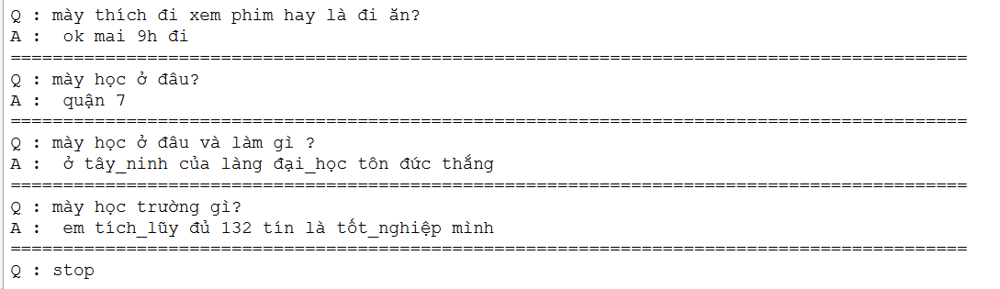 Q : mày thích đi xem phim hay là đi ăn?
A :  ok mai 9h đi
===========================================================================================
Q : mày học ở đâu?
A :  quận 7
===========================================================================================
Q : mày học ở đâu và làm gì ?
A :  ở tây_ninh của làng đại_học tôn đức thắng
===========================================================================================
Q : mày học trường gì?
A :  em tích_lũy đủ 132 tín là tốt_nghiệp mình
===========================================================================================
Q : stop